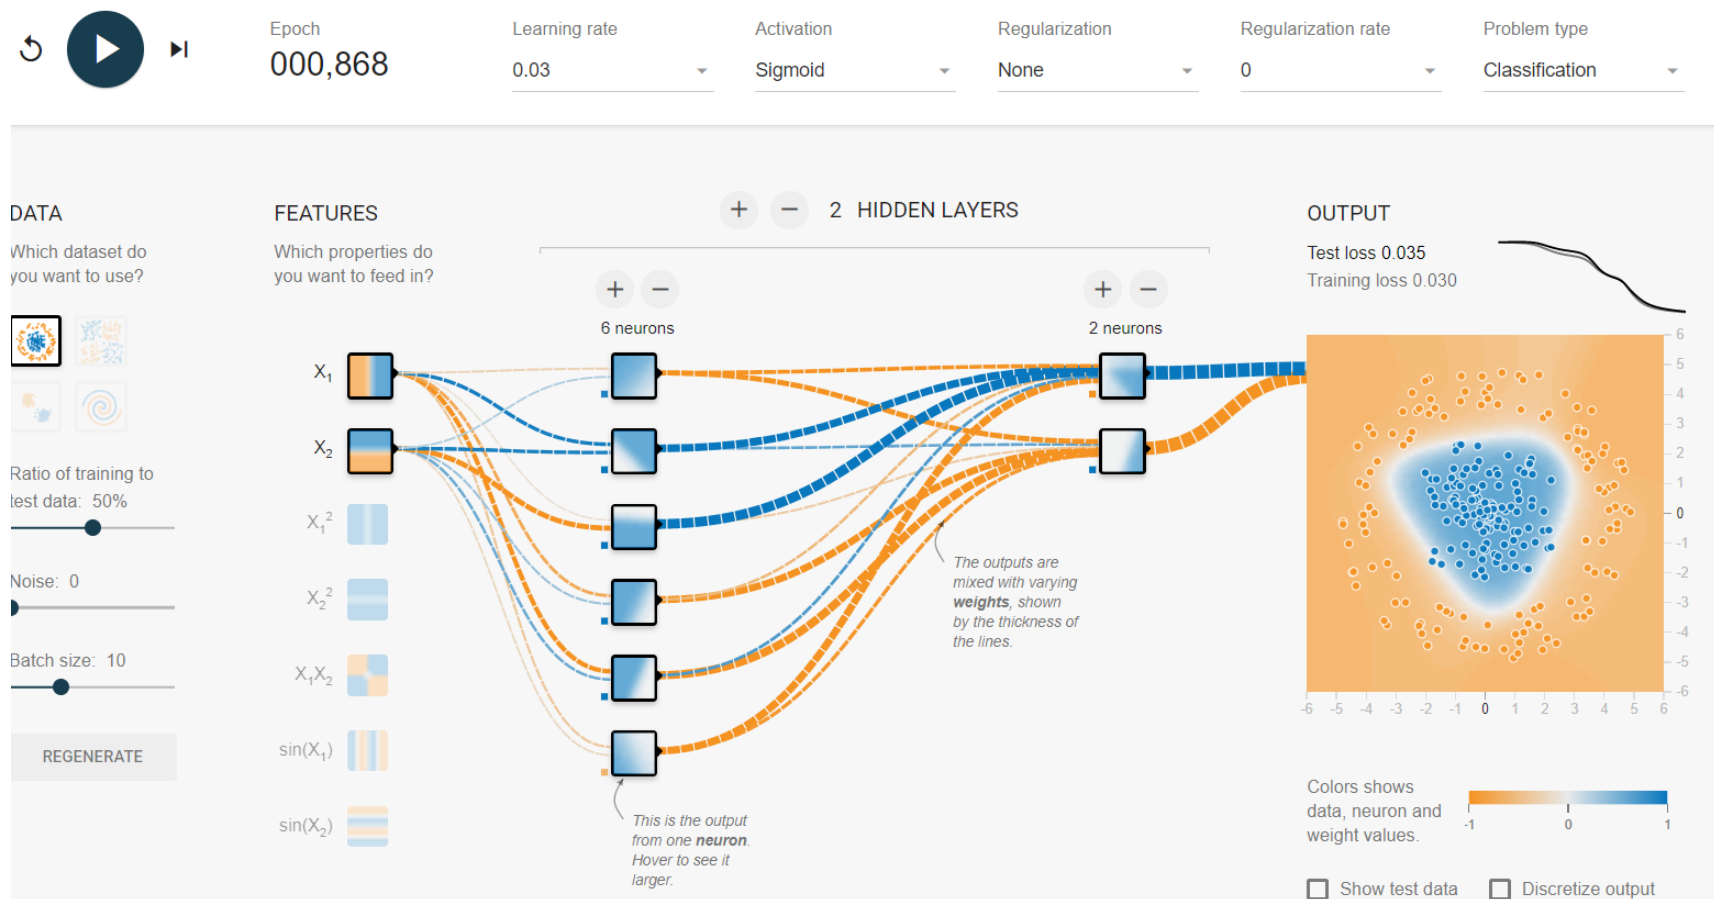 Epoch
000,868
Learning rate
0.03
Activation
Sigmoid
Regularization
None
Regularization rate
0
Problem type
Classification
DATA
Which dataset do
you want to use?
Ratio of training to
test data: 50%
Noise: 0
Batch size: 10
REGENERATE
FEATURES
Which properties do
you want to feed in?
X1
X2
X1²
X2²
X1X2
sin(X1)
sin(X2)
+ − 2 HIDDEN LAYERS
+ −
6 neurons
+ −
2 neurons
The outputs are
mixed with varying
weights, shown
by the thickness of
the lines.
This is the output
from one neuron.
Hover to see it
larger.
OUTPUT
Test loss 0.035
Training loss 0.030
6
5
4
3
2
1
0
-1
-2
-3
-4
-5
-6
-6 -5 -4 -3 -2 -1 0 1 2 3 4 5 6
Colors shows
data, neuron and
weight values.
-1 0 1
Show test data
Discretize output